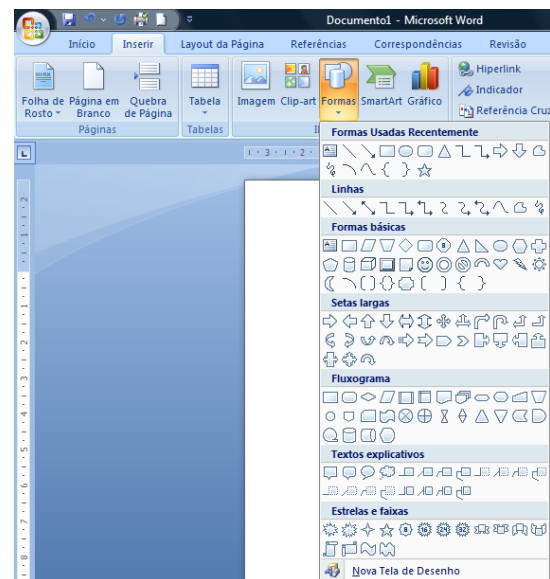 Documento1 - Microsoft Word
Início Inserir Layout da Página Referências Correspondências Revisão
Folha de Rosto
Página em Branco
Quebra de Página
Tabela
Imagem
Clip-art
Formas
SmartArt
Gráfico
Hiperlink
Indicador
Referência Cruz
Páginas
Tabelas
Formas Usadas Recentemente
Linhas
Formas básicas
Setas largas
Fluxograma
Textos explicativos
Estrelas e faixas
Nova Tela de Desenho